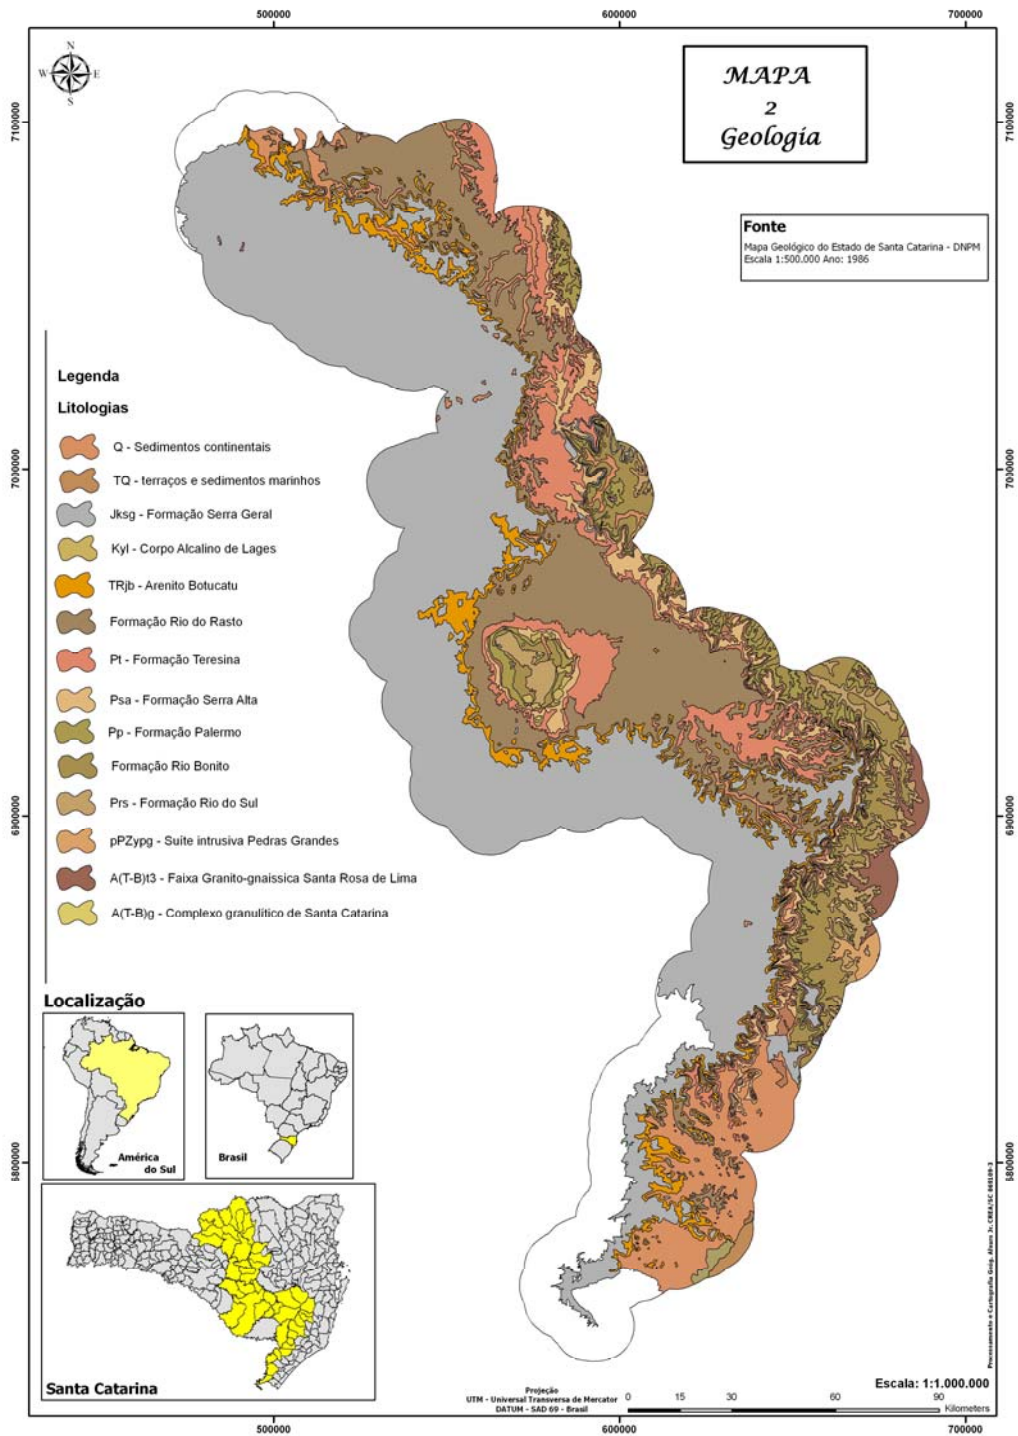 500000
600000
700000
N
W
E
S
MAPA
2
Geologia
7100000
7100000
Fonte
Mapa Geológico do Estado de Santa Catarina - DNPM
Escala 1:500.000 Ano: 1986
Legenda
Litologias
Q - Sedimentos continentais
TQ - terraços e sedimentos marinhos
Jksg - Formação Serra Geral
Kyl - Corpo Alcalino de Lages
TRjb - Arenito Botucatu
Formação Rio do Rasto
Pt - Formação Teresina
Psa - Formação Serra Alta
Pp - Formação Palermo
Formação Rio Bonito
Prs - Formação Rio do Sul
pPZypg - Suíte intrusiva Pedras Grandes
A(T-B)t3 - Faixa Granito-gnaissica Santa Rosa de Lima
A(T-B)g - Complexo granulítico de Santa Catarina
7000000
7000000
6900000
6900000
6800000
6800000
Localização
América
do Sul
Brasil
Santa Catarina
Projeção
UTM - Universal Transversa de Mercator
DATUM - SAD 69 - Brasil
Escala: 1:1.000.000
0 15 30 60 90
Kilometers
500000
600000
700000